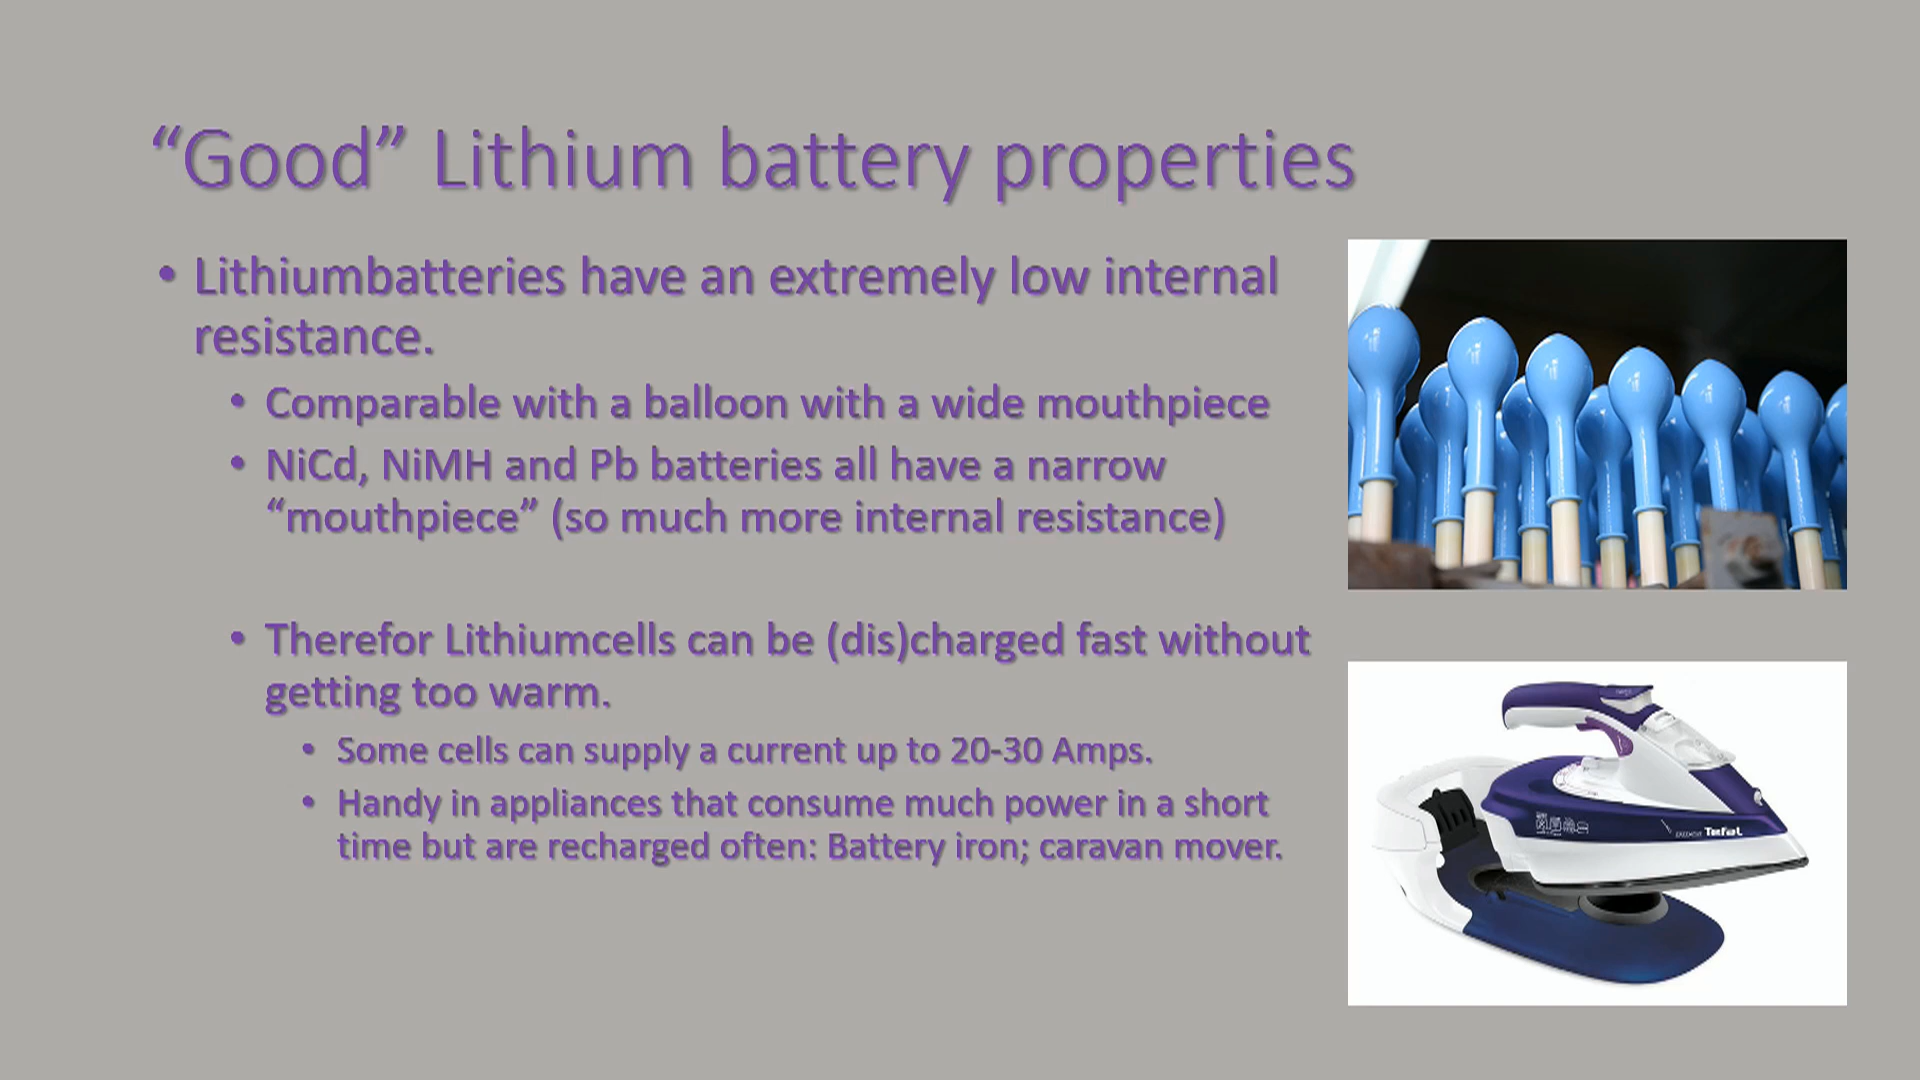 “Good” Lithium battery properties
• Lithiumbatteries have an extremely low internal
resistance.
• Comparable with a balloon with a wide mouthpiece
• NiCd, NiMH and Pb batteries all have a narrow
“mouthpiece” (so much more internal resistance)
• Therefor Lithiumcells can be (dis)charged fast without
getting too warm.
• Some cells can supply a current up to 20-30 Amps.
• Handy in appliances that consume much power in a short
time but are recharged often: Battery iron; caravan mover.
Tefal